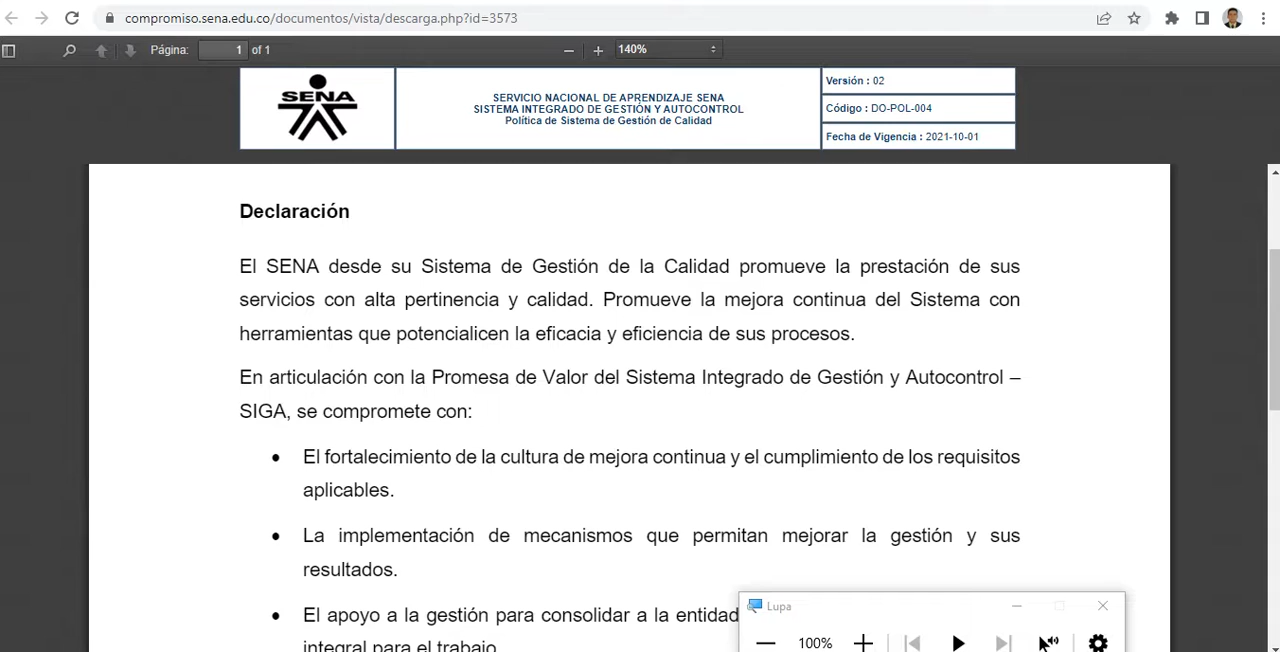 compromiso.sena.edu.co/documentos/vista/descarga.php?id=3573
Página: 1 of 1
140%
SENA
SERVICIO NACIONAL DE APRENDIZAJE SENA
SISTEMA INTEGRADO DE GESTIÓN Y AUTOCONTROL
Política de Sistema de Gestión de Calidad
Versión : 02
Código : DO-POL-004
Fecha de Vigencia : 2021-10-01
Declaración
El SENA desde su Sistema de Gestión de la Calidad promueve la prestación de sus
servicios con alta pertinencia y calidad. Promueve la mejora continua del Sistema con
herramientas que potencialicen la eficacia y eficiencia de sus procesos.
En articulación con la Promesa de Valor del Sistema Integrado de Gestión y Autocontrol –
SIGA, se compromete con:
• El fortalecimiento de la cultura de mejora continua y el cumplimiento de los requisitos
aplicables.
• La implementación de mecanismos que permitan mejorar la gestión y sus
resultados.
• El apoyo a la gestión para consolidar a la entidad
integral para el trabajo
Lupa
100%